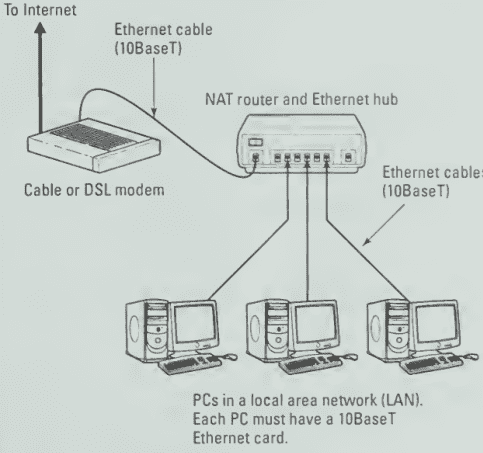 To Internet
Ethernet cable
(10BaseT)
NAT router and Ethernet hub
Cable or DSL modem
Ethernet cables
(10BaseT)
PCs in a local area network (LAN).
Each PC must have a 10BaseT
Ethernet card.